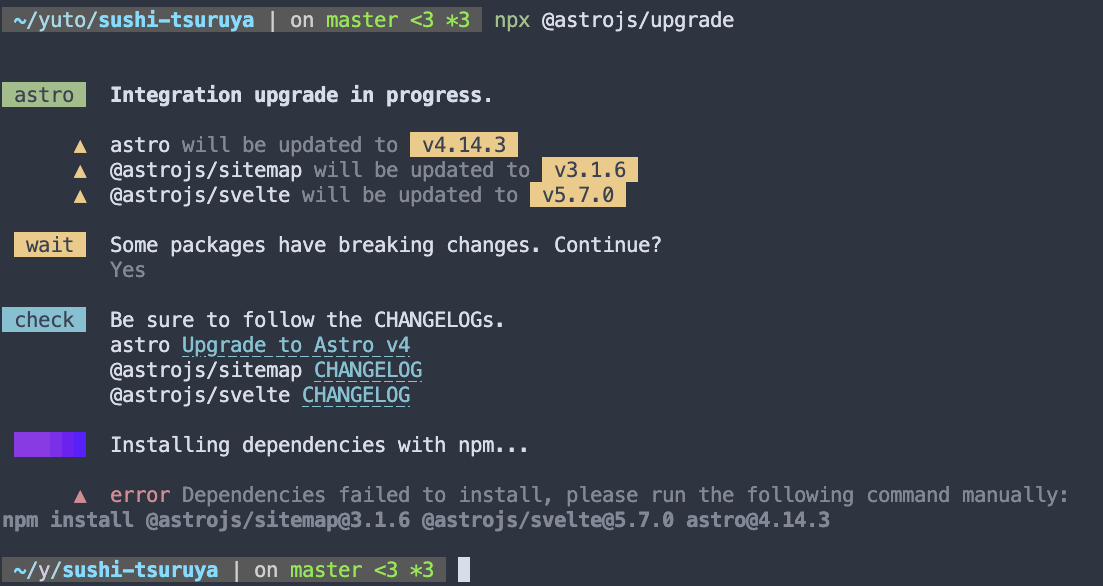 ~/yuto/sushi-tsuruya | on master <3 *3 npx @astrojs/upgrade
astro Integration upgrade in progress.
▲ astro will be updated to v4.14.3
▲ @astrojs/sitemap will be updated to v3.1.6
▲ @astrojs/svelte will be updated to v5.7.0
wait Some packages have breaking changes. Continue?
Yes
check Be sure to follow the CHANGELOGs.
astro Upgrade to Astro v4
@astrojs/sitemap CHANGELOG
@astrojs/svelte CHANGELOG
Installing dependencies with npm...
▲ error Dependencies failed to install, please run the following command manually:
npm install @astrojs/sitemap@3.1.6 @astrojs/svelte@5.7.0 astro@4.14.3
~/y/sushi-tsuruya | on master <3 *3